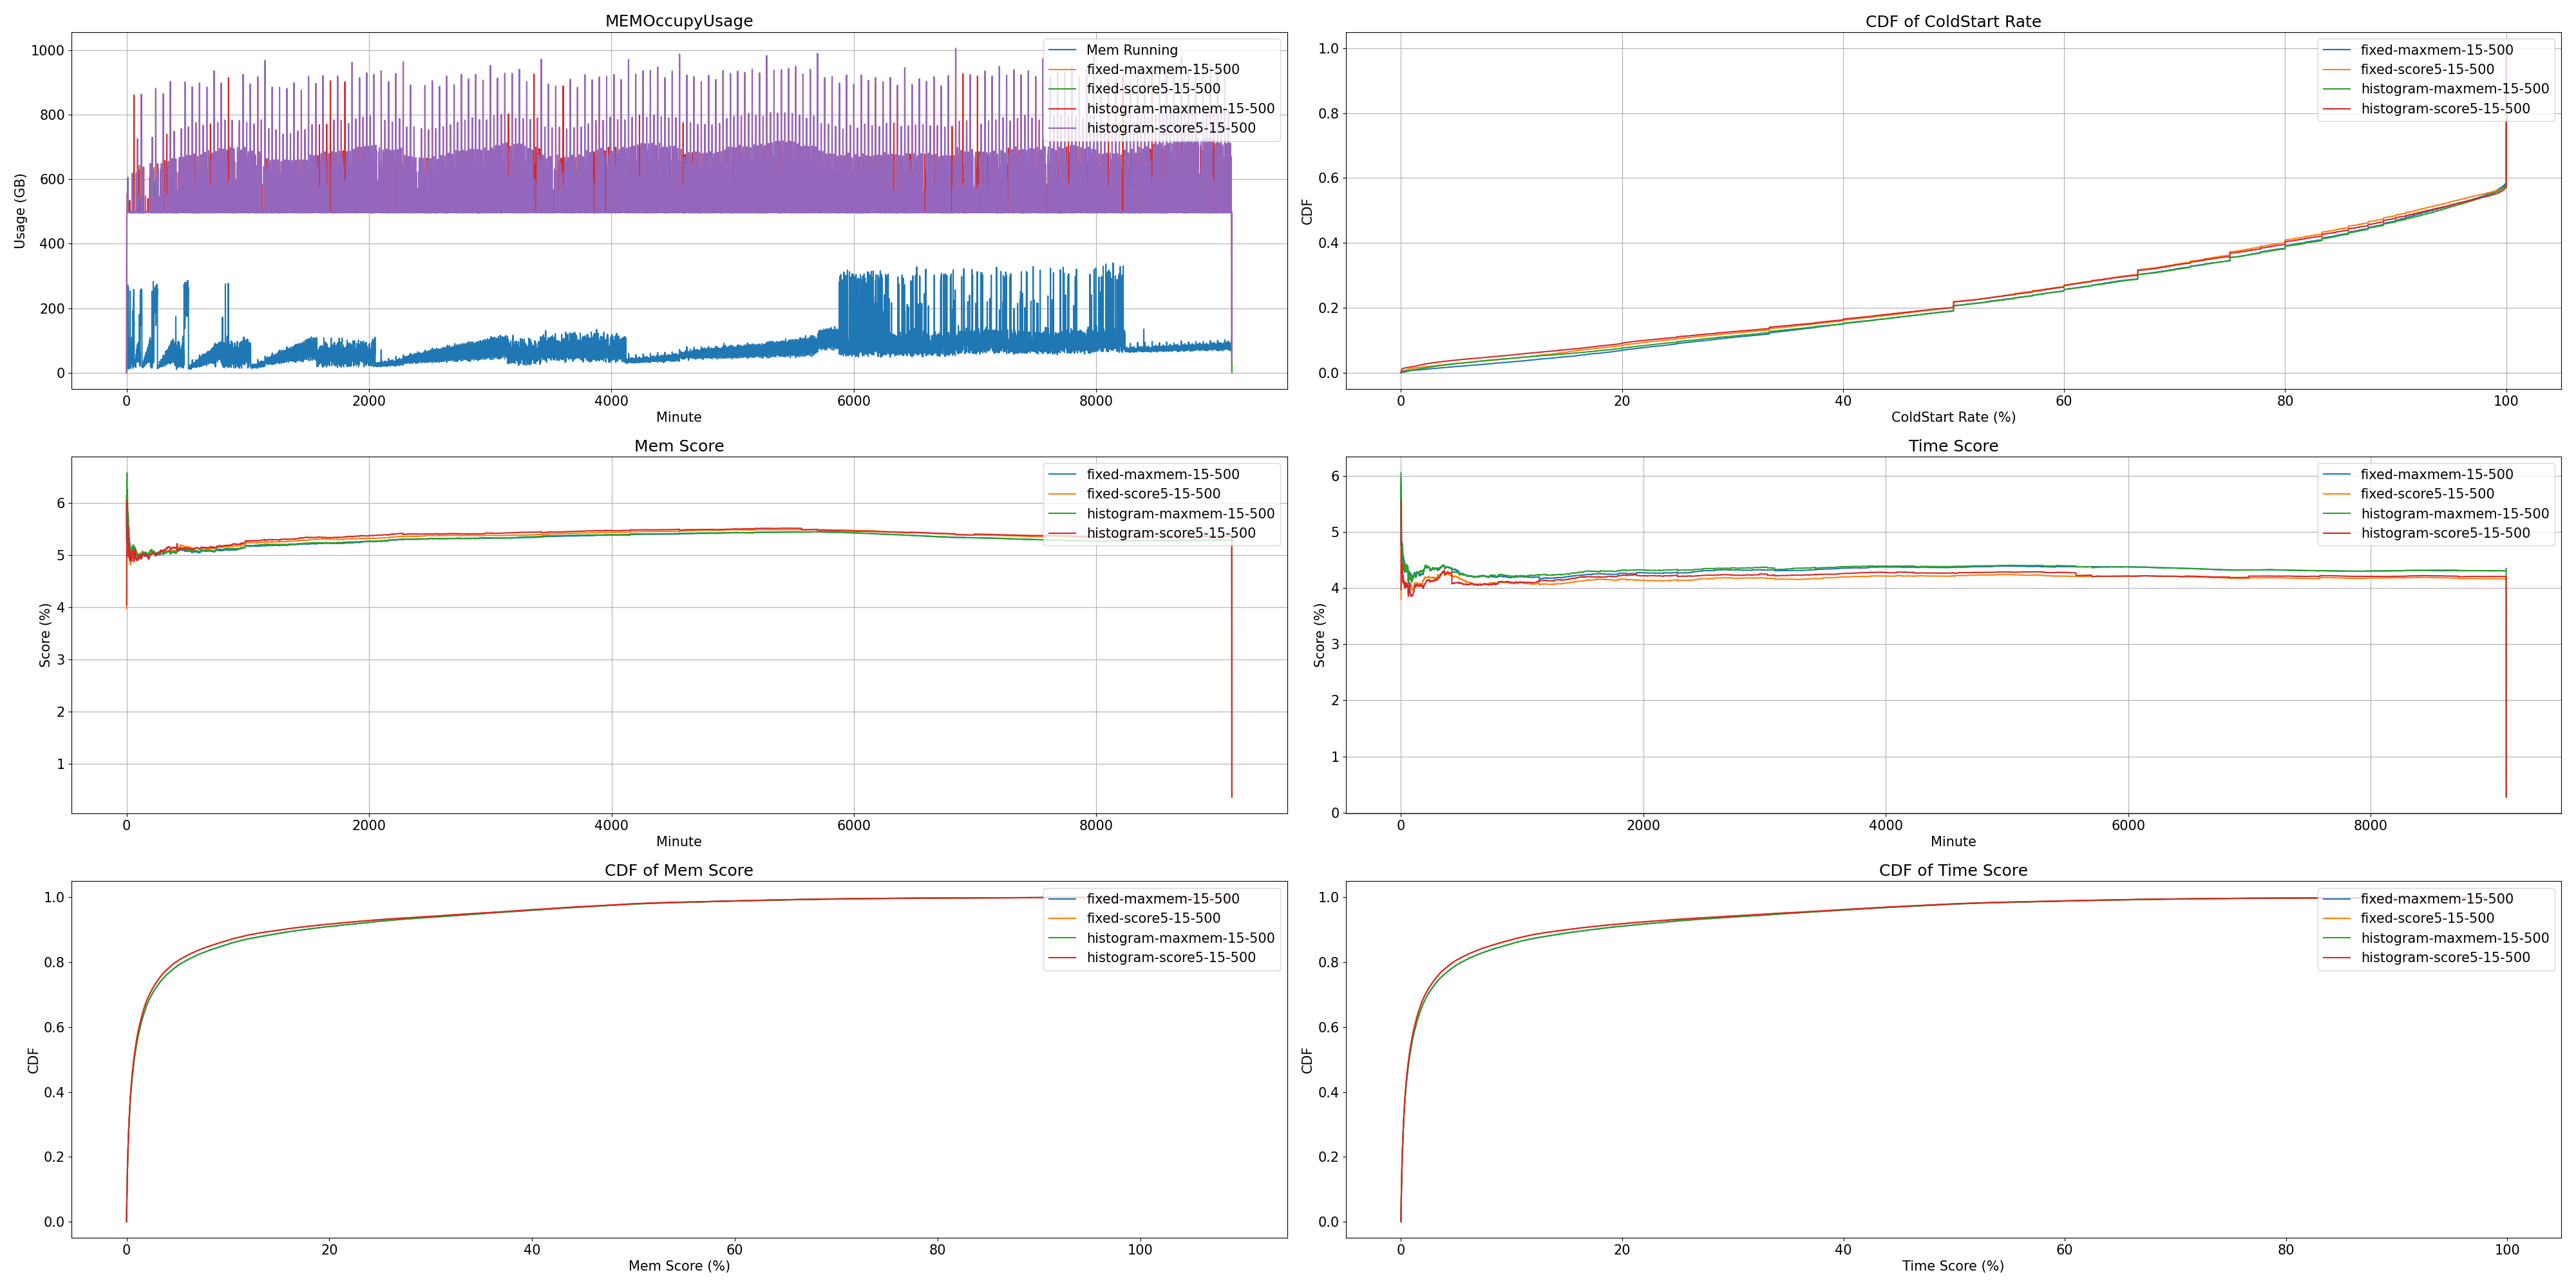 MEMOccupyUsage
1000
800
600
400
200
0
Usage (GB)
Mem Running
fixed-maxmem-15-500
fixed-score5-15-500
histogram-maxmem-15-500
histogram-score5-15-500
0 2000 4000 6000 8000
Minute
CDF of ColdStart Rate
1.0
0.8
0.6
0.4
0.2
0.0
CDF
fixed-maxmem-15-500
fixed-score5-15-500
histogram-maxmem-15-500
histogram-score5-15-500
0 20 40 60 80 100
ColdStart Rate (%)
Mem Score
6
5
4
3
2
1
Score (%)
fixed-maxmem-15-500
fixed-score5-15-500
histogram-maxmem-15-500
histogram-score5-15-500
0 2000 4000 6000 8000
Minute
Time Score
6
5
4
3
2
1
0
Score (%)
fixed-maxmem-15-500
fixed-score5-15-500
histogram-maxmem-15-500
histogram-score5-15-500
0 2000 4000 6000 8000
Minute
CDF of Mem Score
1.0
0.8
0.6
0.4
0.2
0.0
CDF
fixed-maxmem-15-500
fixed-score5-15-500
histogram-maxmem-15-500
histogram-score5-15-500
0 20 40 60 80 100
Mem Score (%)
CDF of Time Score
1.0
0.8
0.6
0.4
0.2
0.0
CDF
fixed-maxmem-15-500
fixed-score5-15-500
histogram-maxmem-15-500
histogram-score5-15-500
0 20 40 60 80 100
Time Score (%)